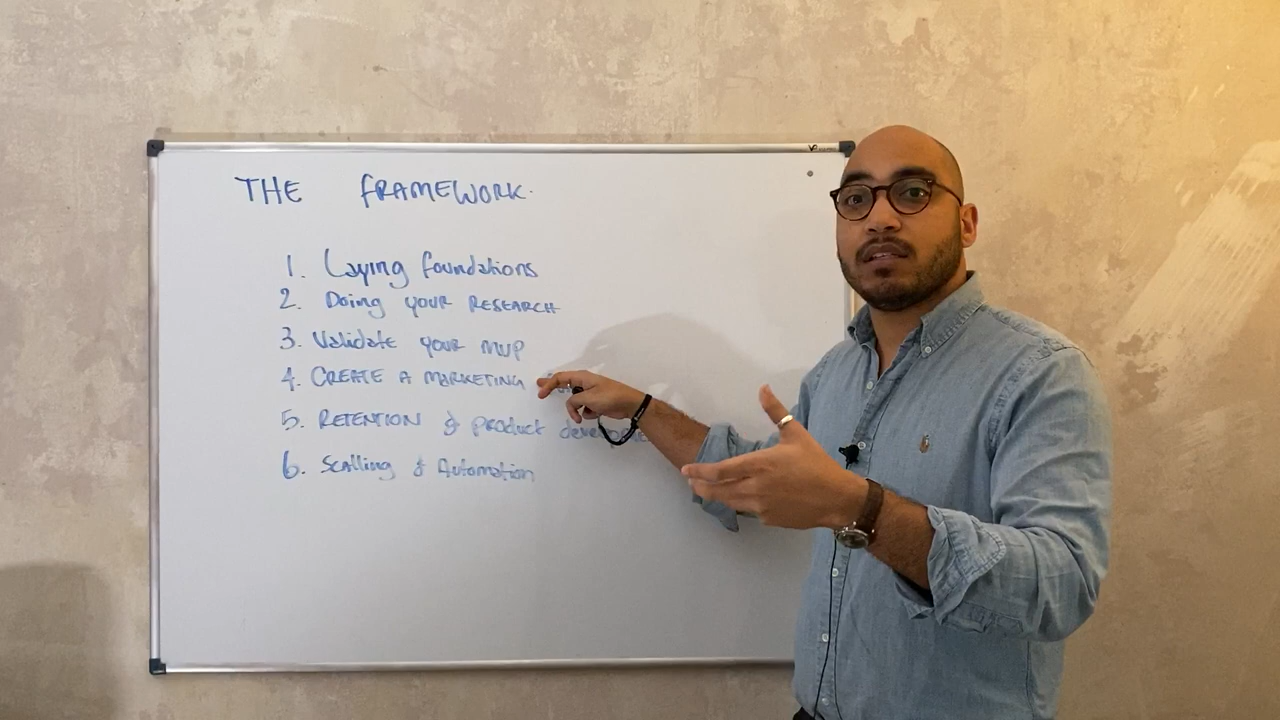 THE FRAMEWORK.
1. Laying foundations
2. Doing your RESEARCH
3. Validate your MVP
4. CREATE A MARKETING
5. RETENTION & product
6. Scalling & Automation